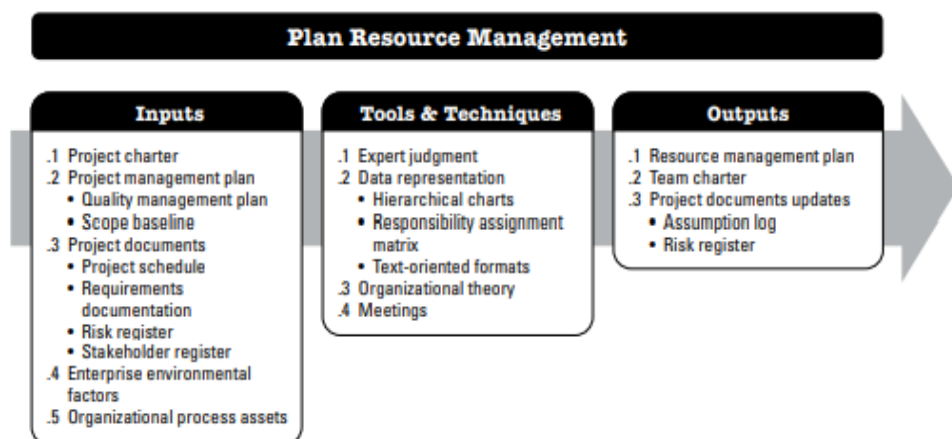 Plan Resource Management
Inputs
.1 Project charter
.2 Project management plan
• Quality management plan
• Scope baseline
.3 Project documents
• Project schedule
• Requirements
documentation
• Risk register
• Stakeholder register
.4 Enterprise environmental
factors
.5 Organizational process assets
Tools & Techniques
.1 Expert judgment
.2 Data representation
• Hierarchical charts
• Responsibility assignment
matrix
• Text-oriented formats
.3 Organizational theory
.4 Meetings
Outputs
.1 Resource management plan
.2 Team charter
.3 Project documents updates
• Assumption log
• Risk register